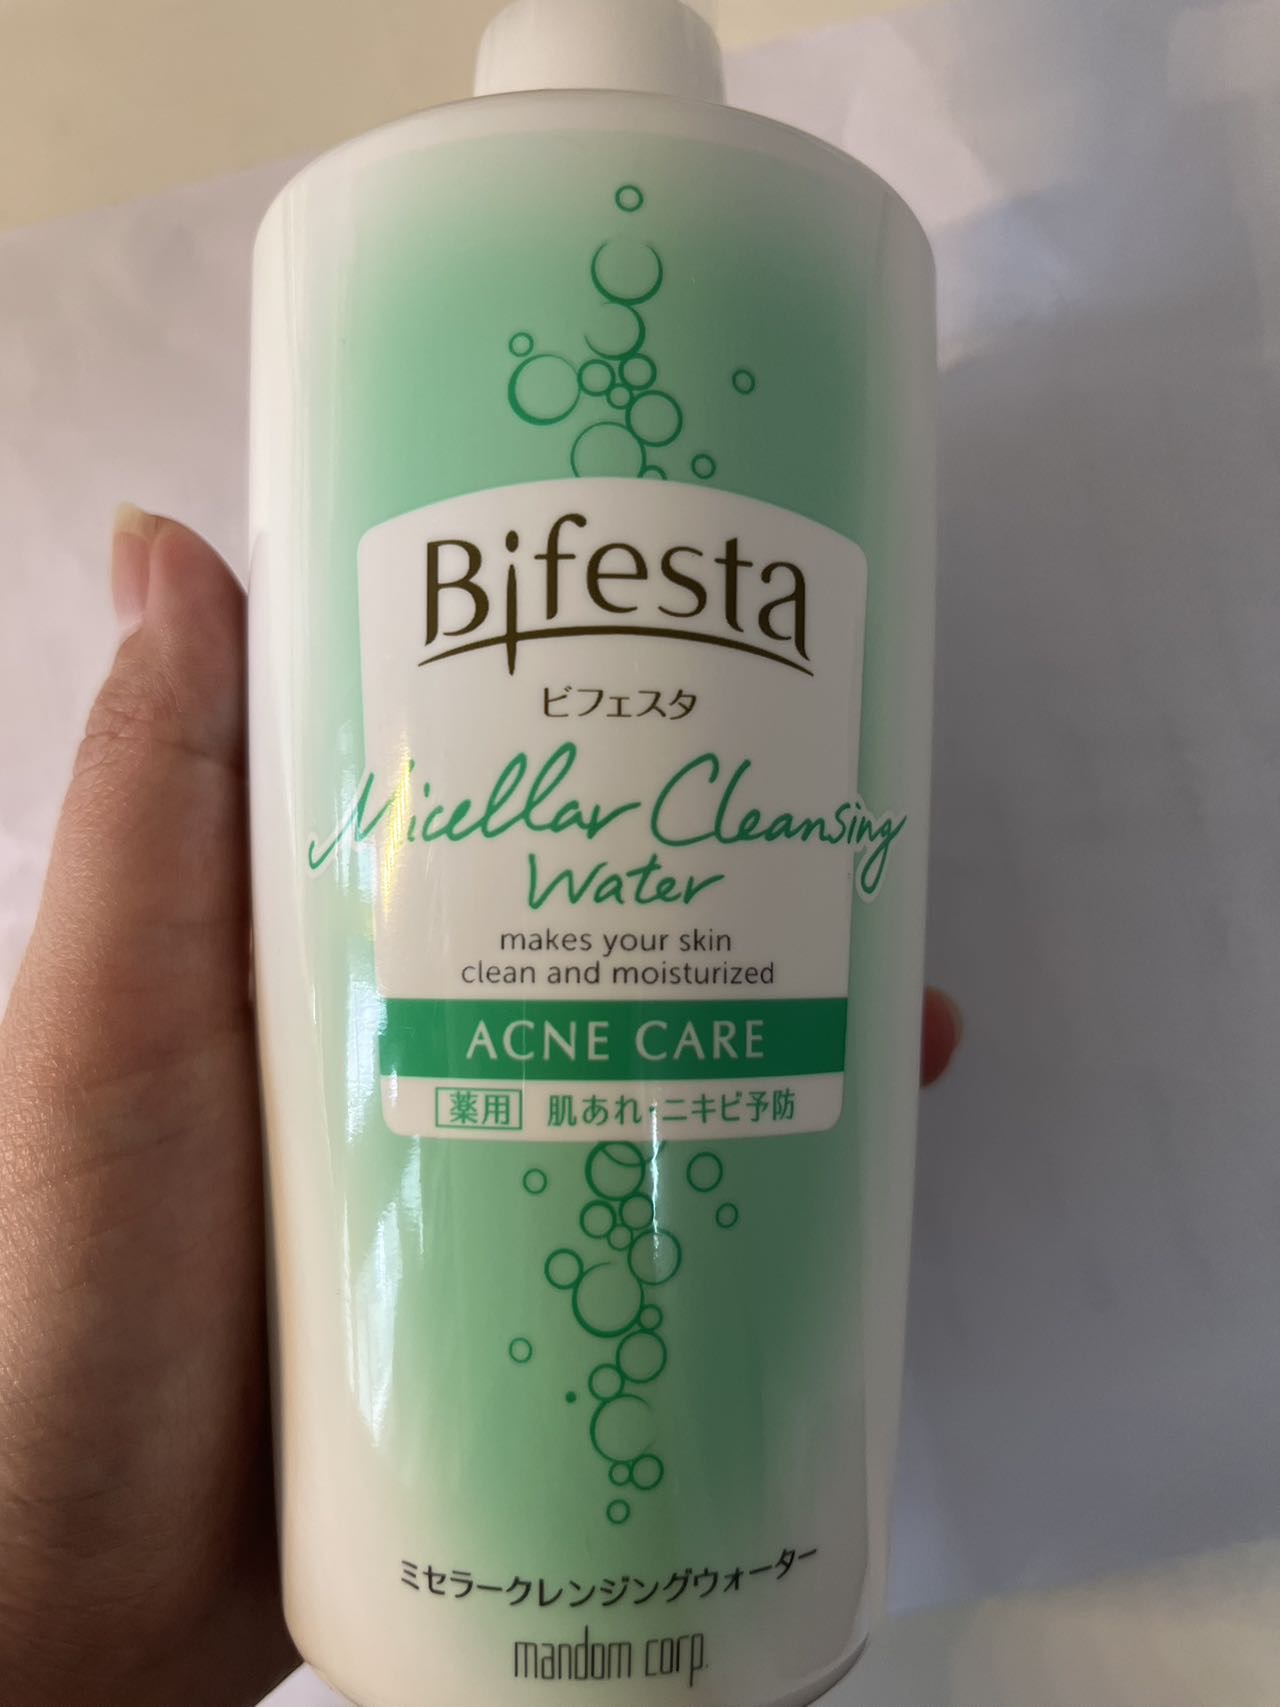 Bifesta
ビフェスタ
Micellar Cleansing
Water
makes your skin
clean and moisturized
ACNE CARE
薬用 肌あれ・ニキビ予防
ミセラークレンジングウォーター
mandom corp.